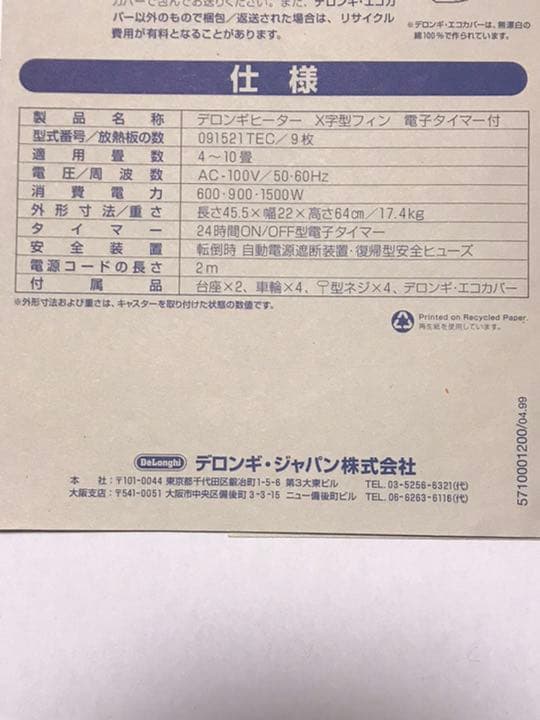 カバーで包んでお送りください。また、デロンギ・エコカ
バー以外のもので梱包／返送された場合は、リサイクル
費用が有料となることがあります。
※デロンギ・エコカバーは、無漂白の
綿100％で作られています。
仕様
製品名称 デロンギヒーター X字型フィン 電子タイマー付
型式番号／放熱板の数 091521TEC／9枚
適用畳数 4〜10畳
電圧／周波数 AC-100V／50・60Hz
消費電力 600・900・1500W
外形寸法／重さ 長さ45.5×幅22×高さ64㎝／17.4kg
タイマー 24時間ON/OFF型電子タイマー
安全装置 転倒時 自動電源遮断装置・復帰型安全ヒューズ
電源コードの長さ 2m
付属品 台座×2、車輪×4、型ネジ×4、デロンギ・エコカバー
※外形寸法および重さは、キャスターを取り付けた状態の数値です。
Printed on Recycled Paper.
再生紙を使用しています。
5710001200/04.99
DeLonghi デロンギ・ジャパン株式会社
本社：〒101-0044 東京都千代田区鍛冶町1-5-6 第3大東ビル TEL. 03-5256-6321(代)
大阪支店：〒541-0051 大阪市中央区備後町3-3-15 ニュー備後町ビル TEL. 06-6263-6116(代)